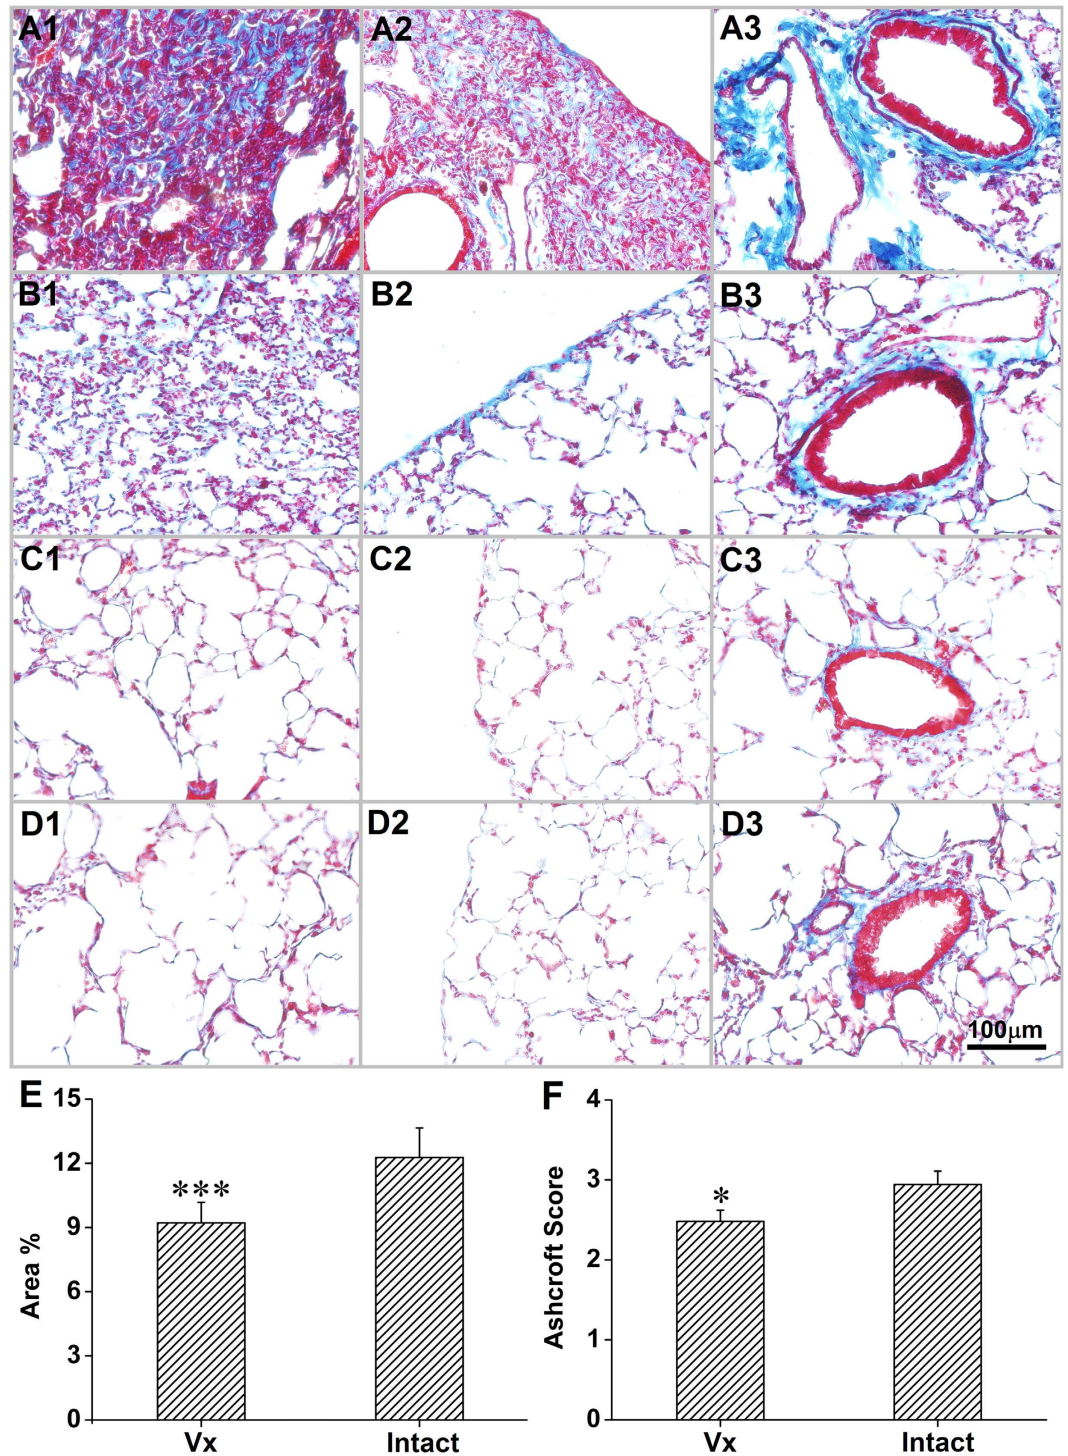 A1
A2
A3
B1
B2
B3
C1
C2
C3
D1
D2
D3
100μm
E
15
12
9
6
3
0
Area %
***
Vx
Intact
F
4
3
2
1
0
Ashcroft Score
*
Vx
Intact